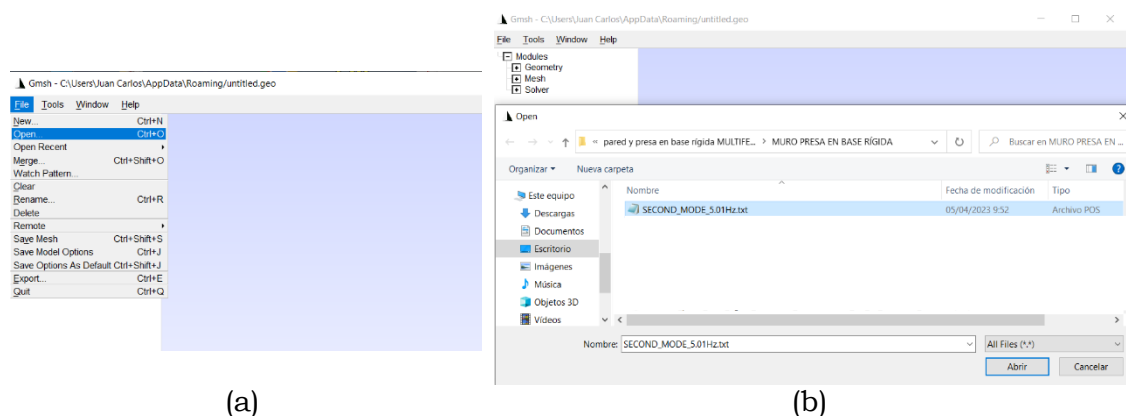 Gmsh - C:\Users\Juan Carlos\AppData\Roaming/untitled.geo
File Tools Window Help
New... Ctrl+N
Open... Ctrl+O
Open Recent
Merge... Ctrl+Shift+O
Watch Pattern...
Clear
Rename... Ctrl+R
Delete
Remote
Save Mesh Ctrl+Shift+S
Save Model Options Ctrl+J
Save Options As Default Ctrl+Shift+J
Export... Ctrl+E
Quit Ctrl+Q
(a)
Gmsh - C:\Users\Juan Carlos\AppData\Roaming/untitled.geo
File Tools Window Help
Modules
Geometry
Mesh
Solver
Open
« pared y presa en base rígida MULTIFE... > MURO PRESA EN BASE RÍGIDA Buscar en MURO PRESA EN ...
Organizar Nueva carpeta
Este equipo
Descargas
Documentos
Escritorio
Imágenes
Música
Objetos 3D
Vídeos
Nombre Fecha de modificación Tipo
SECOND_MODE_5.01Hz.txt 05/04/2023 9:52 Archivo POS
Nombre: SECOND_MODE_5.01Hz.txt All Files (*.*)
Abrir Cancelar
(b)